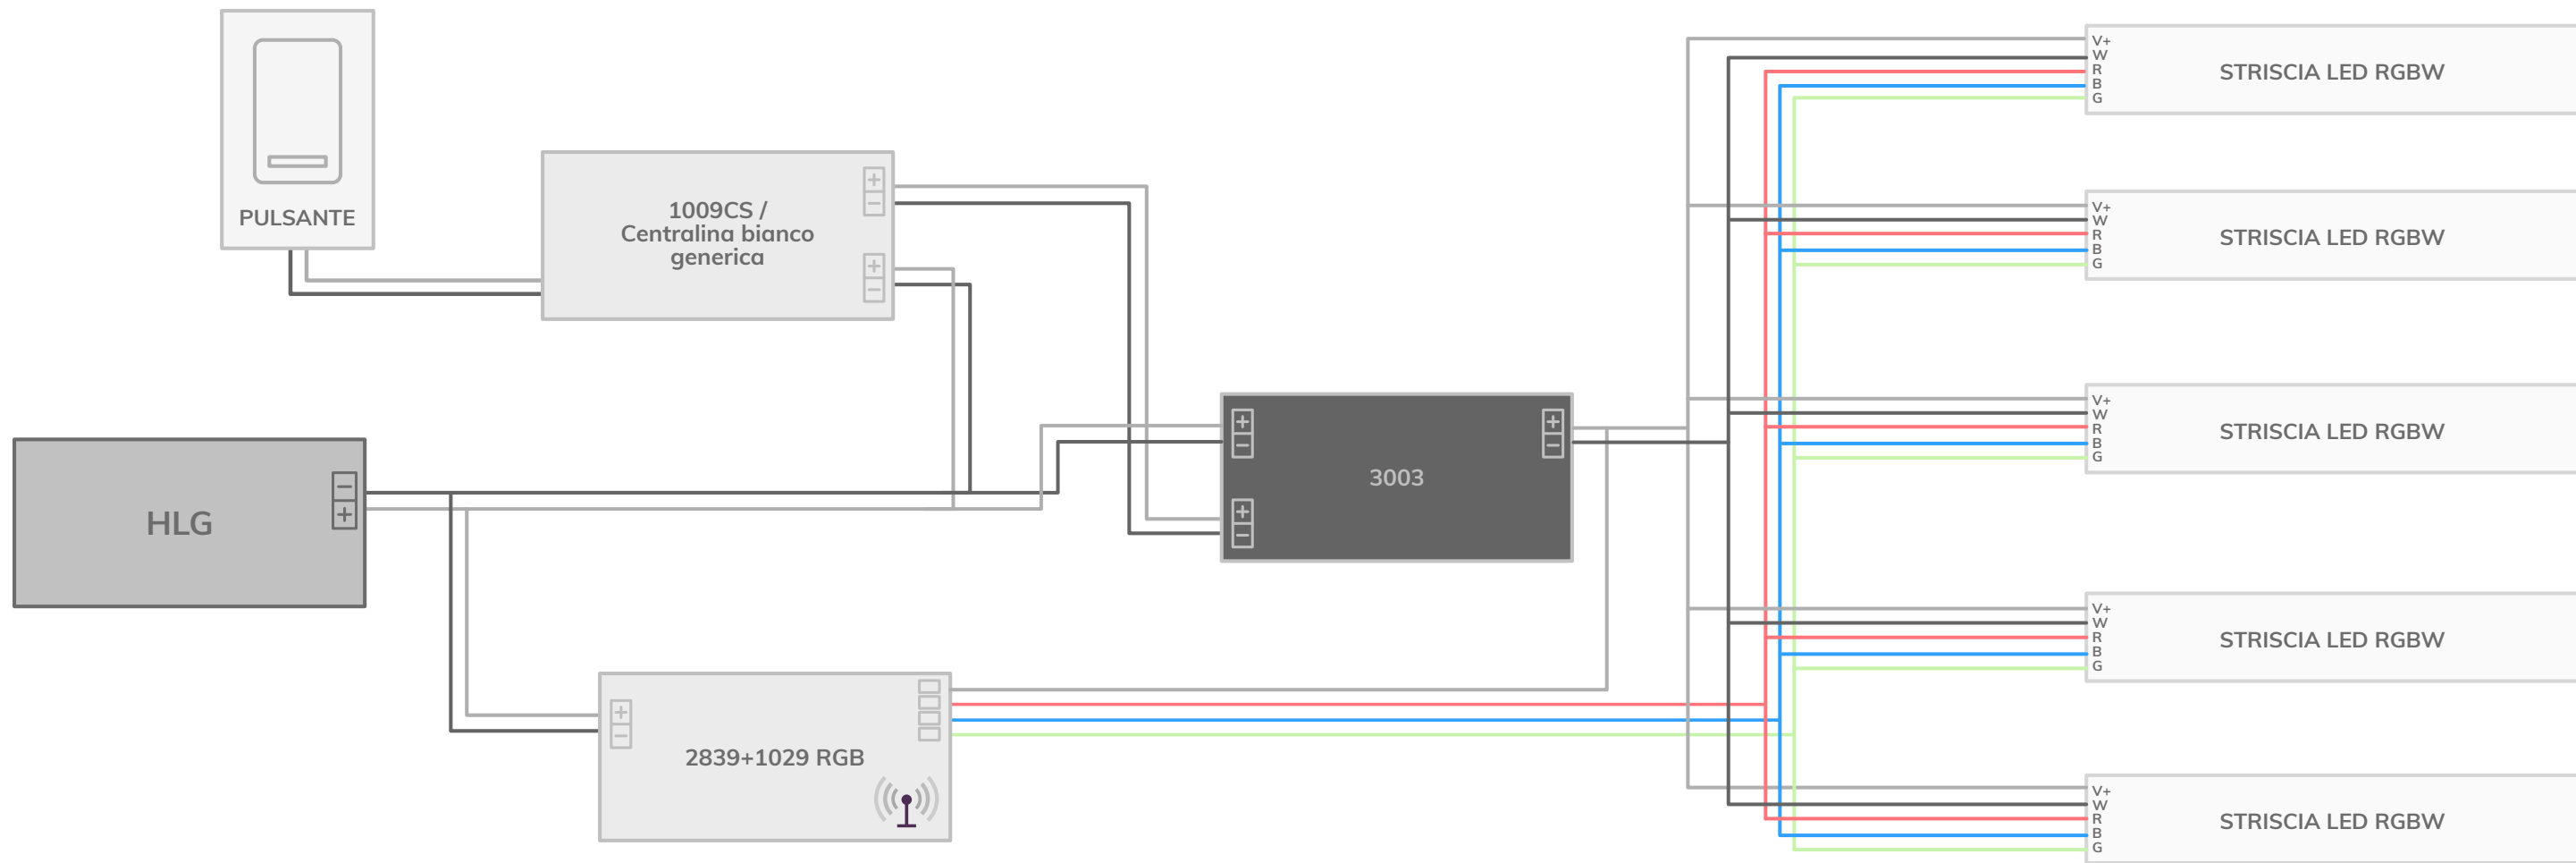 PULSANTE
1009CS /
Centralina bianco
generica
+
−
+
−
HLG
−
+
3003
+
−
+
−
+
−
2839+1029 RGB
+
−
V+
W
R
B
G
STRISCIA LED RGBW
V+
W
R
B
G
STRISCIA LED RGBW
V+
W
R
B
G
STRISCIA LED RGBW
V+
W
R
B
G
STRISCIA LED RGBW
V+
W
R
B
G
STRISCIA LED RGBW